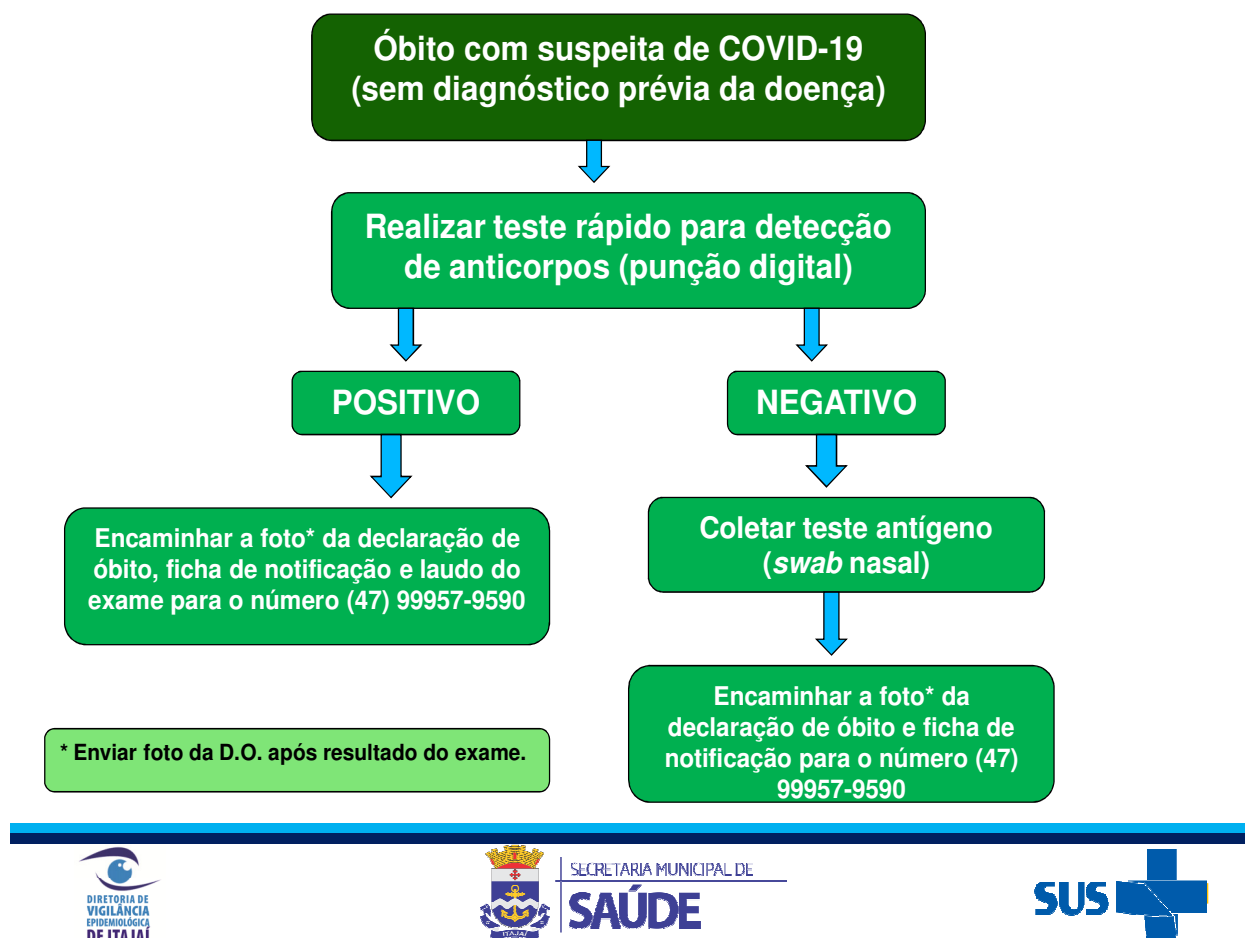 Óbito com suspeita de COVID-19
(sem diagnóstico prévia da doença)
Realizar teste rápido para detecção
de anticorpos (punção digital)
POSITIVO
NEGATIVO
Encaminhar a foto* da declaração de
óbito, ficha de notificação e laudo do
exame para o número (47) 99957-9590
Coletar teste antígeno
(swab nasal)
Encaminhar a foto* da
declaração de óbito e ficha de
notificação para o número (47)
99957-9590
* Enviar foto da D.O. após resultado do exame.
DIRETORIA DE
VIGILÂNCIA
EPIDEMIOLÓGICA
DE ITAJAÍ
ITAJAÍ
SECRETARIA MUNICIPAL DE
SAÚDE
SUS